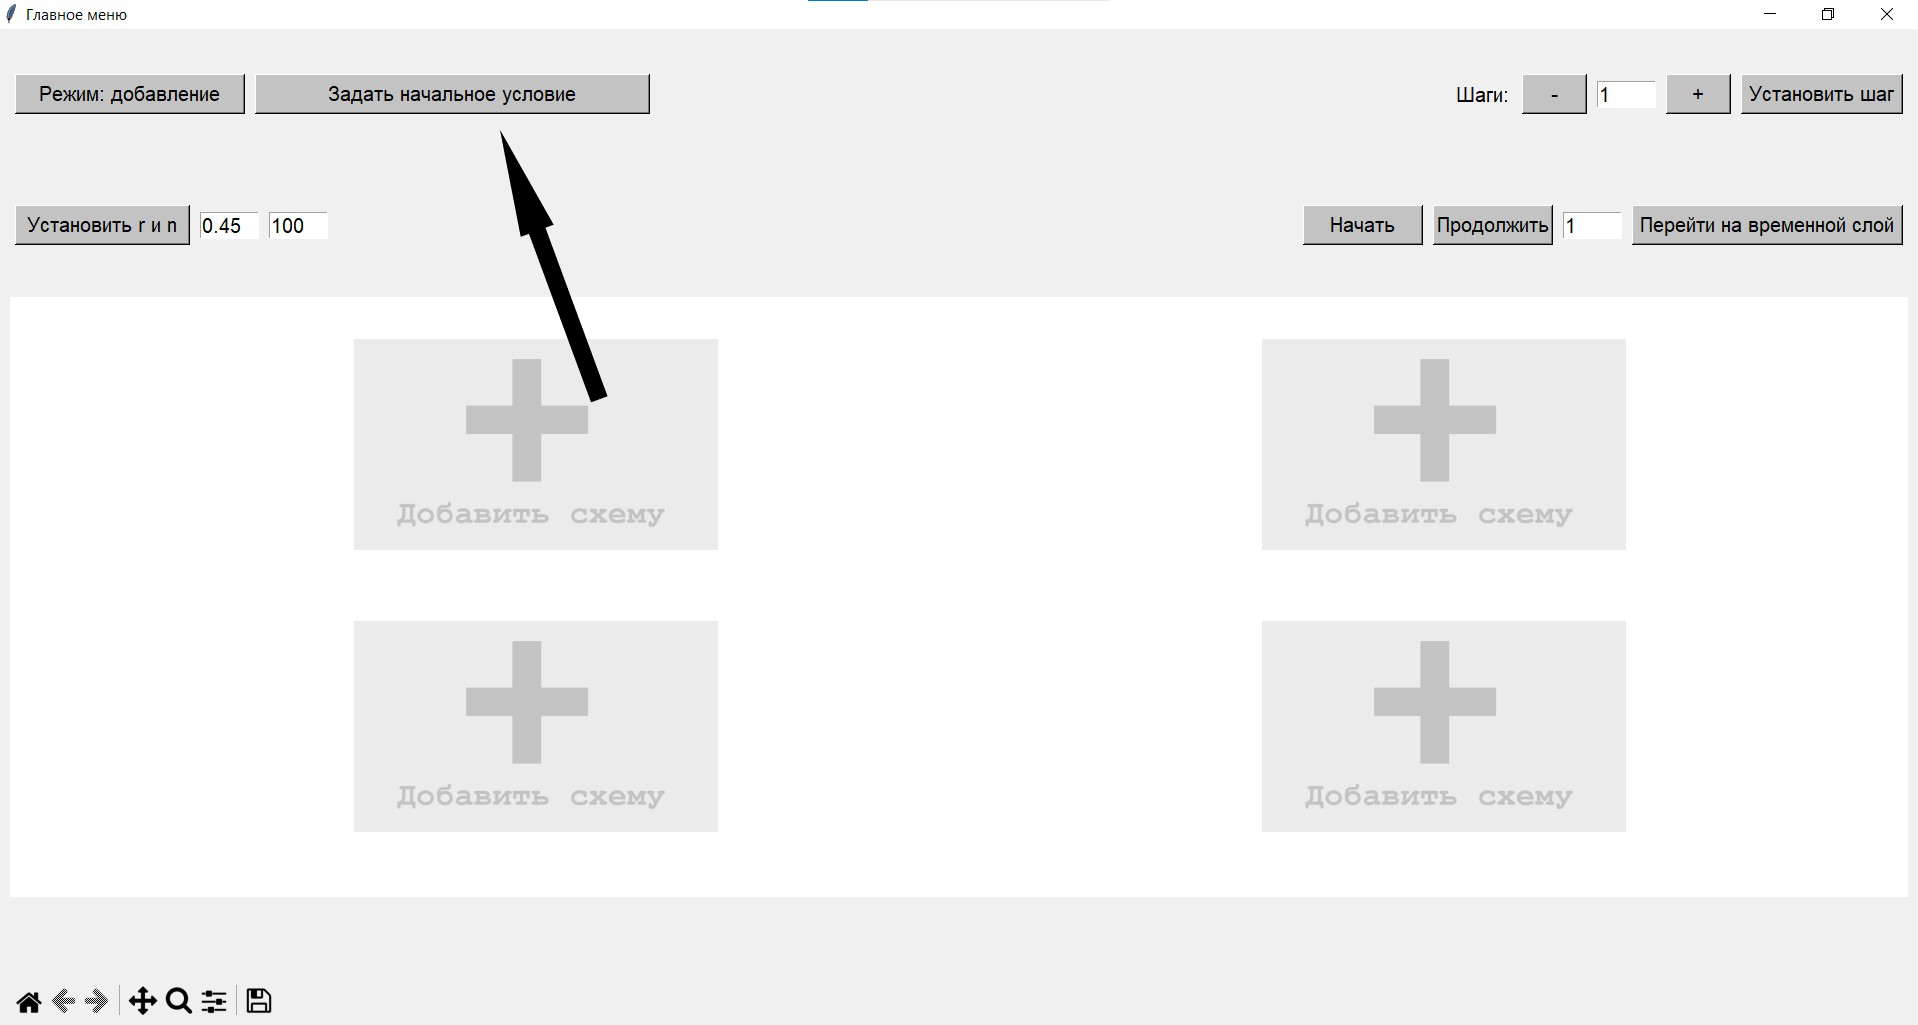 Главное меню
Режим: добавление Задать начальное условие Шаги: - 1 + Установить шаг
Установить r и n 0.45 100 Начать Продолжить 1 Перейти на временной слой
Добавить схему Добавить схему
Добавить схему Добавить схему